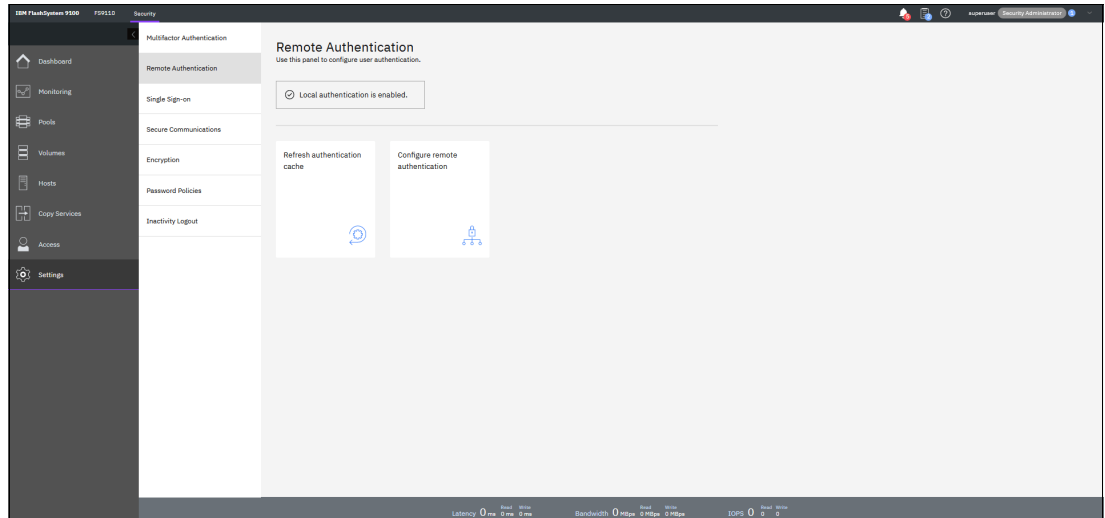 IBM FlashSystem 9100 FS9110 Security
superuser Security Administrator
Dashboard
Monitoring
Pools
Volumes
Hosts
Copy Services
Access
Settings
Multifactor Authentication
Remote Authentication
Single Sign-on
Secure Communications
Encryption
Password Policies
Inactivity Logout
Remote Authentication
Use this panel to configure user authentication.
Local authentication is enabled.
Refresh authentication
cache
Configure remote
authentication
Latency 0 ms Read 0 ms Write 0 ms
Bandwidth 0 MBps Read 0 MBps Write 0 MBps
IOPS 0 Read 0 Write 0